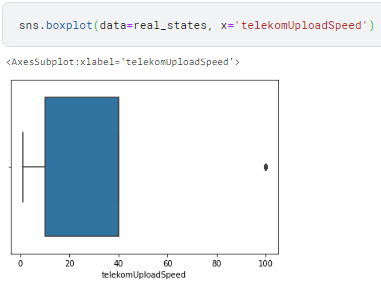 sns.boxplot(data=real_states, x='telekomUploadSpeed')
<AxesSubplot:xlabel='telekomUploadSpeed'>
0 20 40 60 80 100
telekomUploadSpeed